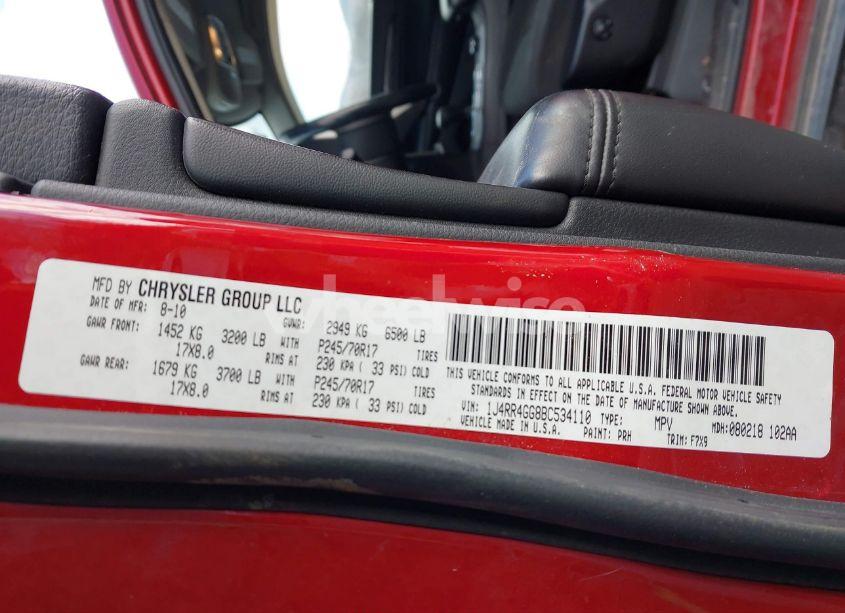 MFD BY CHRYSLER GROUP LLC
DATE OF MFR: 8-10 GVWR: 2949 KG 6500 LB
GAWR FRONT: 1452 KG 3200 LB WITH P245/70R17 TIRES
17X8.0 RIMS AT 230 KPA ( 33 PSI) COLD
GAWR REAR: 1679 KG 3700 LB WITH P245/70R17 TIRES
17X8.0 RIMS AT 230 KPA ( 33 PSI) COLD
THIS VEHICLE CONFORMS TO ALL APPLICABLE U.S.A. FEDERAL MOTOR VEHICLE SAFETY
STANDARDS IN EFFECT ON THE DATE OF MANUFACTURE SHOWN ABOVE.
VIN: 1J4RR4GG8BC534110 TYPE: MPV MDH:080218 102AA
VEHICLE MADE IN U.S.A. PAINT: PRH TRIM: F7X9
wheelwise